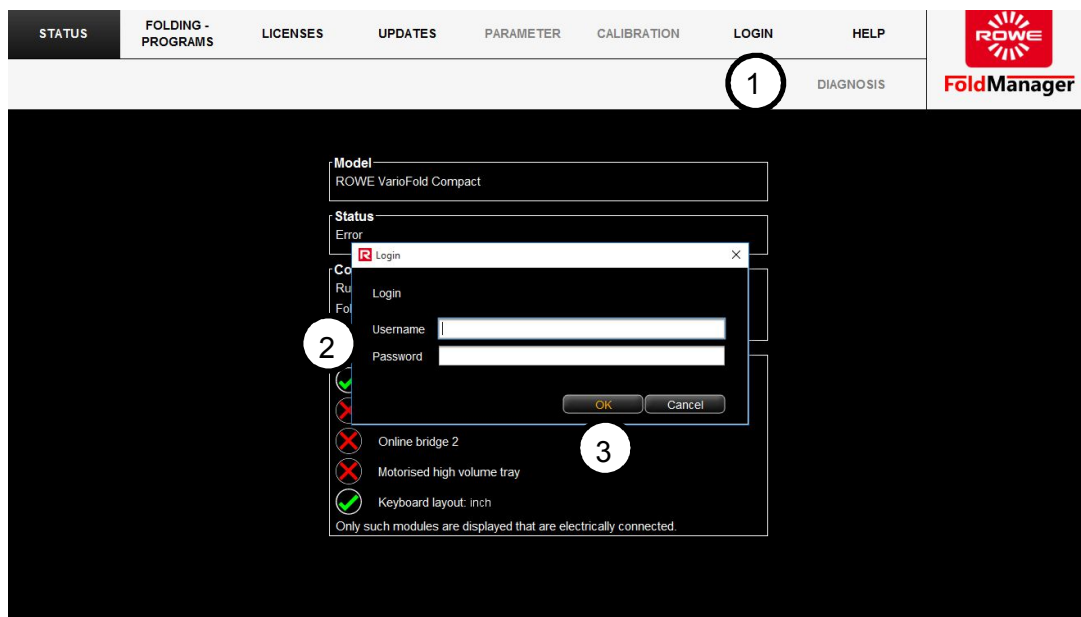 STATUS
FOLDING -
PROGRAMS
LICENSES
UPDATES
PARAMETER
CALIBRATION
LOGIN
HELP
ROWE
1
DIAGNOSIS
FoldManager
Model
ROWE VarioFold Compact
Status
Error
Login
Login
Username
2
Password
OK
Cancel
Online bridge 2
3
Motorised high volume tray
Keyboard layout: inch
Only such modules are displayed that are electrically connected.